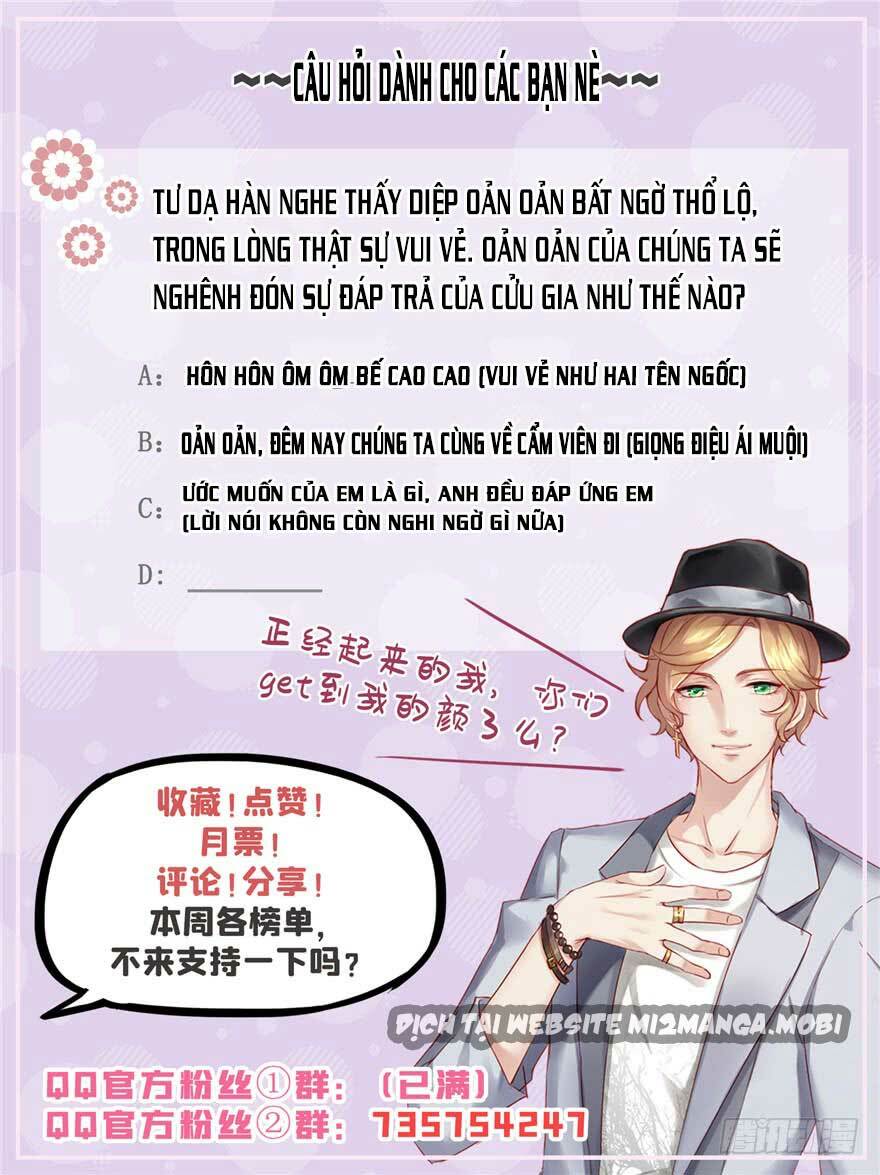 ~~CÂU HỎI DÀNH CHO CÁC BẠN NÈ~~
TƯ DẠ HÀN NGHE THẤY DIỆP OẢN OẢN BẤT NGỜ THỔ LỘ,
TRONG LÒNG THẬT SỰ VUI VẺ. OẢN OẢN CỦA CHÚNG TA SẼ
NGHÊNH ĐÓN SỰ ĐÁP TRẢ CỦA CỬU GIA NHƯ THẾ NÀO?
A: HÔN HÔN ÔM ÔM BẾ CAO CAO (VUI VẺ NHƯ HAI TÊN NGỐC)
B: OẢN OẢN, ĐÊM NAY CHÚNG TA CÙNG VỀ CẨM VIÊN ĐI (GIỌNG ĐIỆU ÁI MUỘI)
C: ƯỚC MUỐN CỦA EM LÀ GÌ, ANH ĐỀU ĐÁP ỨNG EM
(LỜI NÓI KHÔNG CÒN NGHI NGỜ GÌ NỮA)
D:
正经起来的我，你们
get到我的颜了么？
收藏！点赞！
月票！
评论！分享！
本周各榜单，
不来支持一下吗？
DỊCH TẠI WEBSITE MI2MANGA.MOBI
QQ官方粉丝①群：（已满）
QQ官方粉丝②群：735754247
腾讯动漫